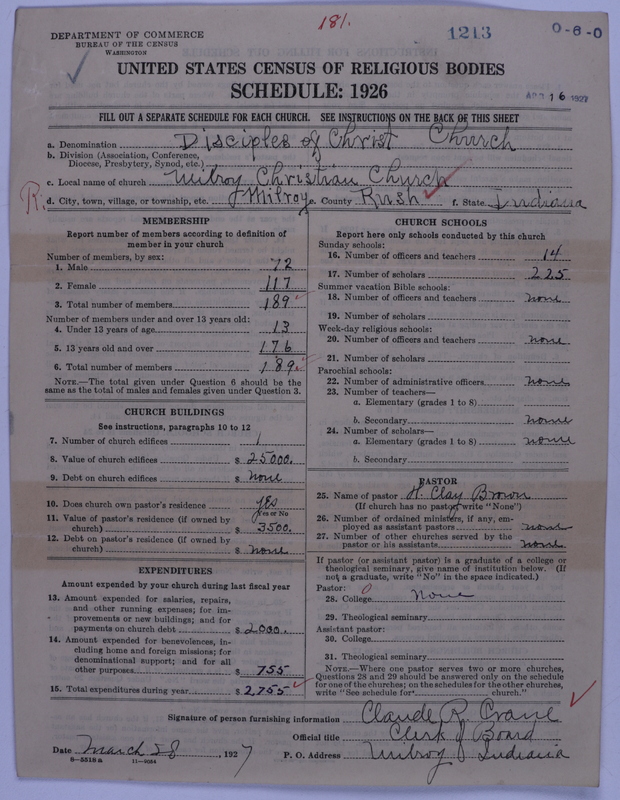 181.
1213
0-6-0
DEPARTMENT OF COMMERCE
BUREAU OF THE CENSUS
WASHINGTON
UNITED STATES CENSUS OF RELIGIOUS BODIES
SCHEDULE: 1926
APR 16 1927
FILL OUT A SEPARATE SCHEDULE FOR EACH CHURCH. SEE INSTRUCTIONS ON THE BACK OF THIS SHEET
a. Denomination Disciples of Christ Church
b. Division (Association, Conference, Diocese, Presbytery, Synod, etc.)
c. Local name of church Milroy Christian Church
R. d. City, town, village, or township, etc. Milroy e. County Rush f. State Indiana
MEMBERSHIP
Report number of members according to definition of
member in your church
Number of members, by sex:
1. Male 72
2. Female 117
3. Total number of members 189
Number of members under and over 13 years old:
4. Under 13 years of age 13
5. 13 years old and over 176
6. Total number of members 189
NOTE.—The total given under Question 6 should be
the same as the total of males and females given under Question 3.
CHURCH BUILDINGS
See instructions, paragraphs 10 to 12
7. Number of church edifices 1
8. Value of church edifices $ 25000.
9. Debt on church edifices $ none
10. Does church own pastor's residence yes
Yes or No
11. Value of pastor's residence (if owned by
church) $ 3500.
12. Debt on pastor's residence (if owned by
church) $ none
EXPENDITURES
Amount expended by your church during last fiscal year
13. Amount expended for salaries, repairs,
and other running expenses; for im-
provements or new buildings; and for
payments on church debt $ 2000.
14. Amount expended for benevolences, in-
cluding home and foreign missions; for
denominational support; and for all
other purposes $ 755
15. Total expenditures during year $ 2,755
CHURCH SCHOOLS
Report here only schools conducted by this church
Sunday schools:
16. Number of officers and teachers 14
17. Number of scholars 225
Summer vacation Bible schools:
18. Number of officers and teachers none
19. Number of scholars
Week-day religious schools:
20. Number of officers and teachers none
21. Number of scholars
Parochial schools:
22. Number of administrative officers none
23. Number of teachers—
a. Elementary (grades 1 to 8)
b. Secondary none
24. Number of scholars—
a. Elementary (grades 1 to 8) none
b. Secondary
PASTOR
25. Name of pastor H. Clay Brown
(If church has no pastor, write "None")
26. Number of ordained ministers, if any, em-
ployed as assistant pastors none
27. Number of other churches served by the
pastor or his assistants none
If pastor (or assistant pastor) is a graduate of a college or
theological seminary, give name of institution below. (If
not a graduate, write "No" in the space indicated.)
Pastor: 0
28. College none
29. Theological seminary
Assistant pastor:
30. College
31. Theological seminary
NOTE.—Where one pastor serves two or more churches,
Questions 28 and 29 should be answered only on the schedule
for one of the churches; on the schedules for the other churches,
write "See schedule for church."
Signature of person furnishing information Claude R. Crane
Official title Clerk of Board
Date March 28, 1927 P. O. Address Milroy Indiana
8—5518 a 11—9054